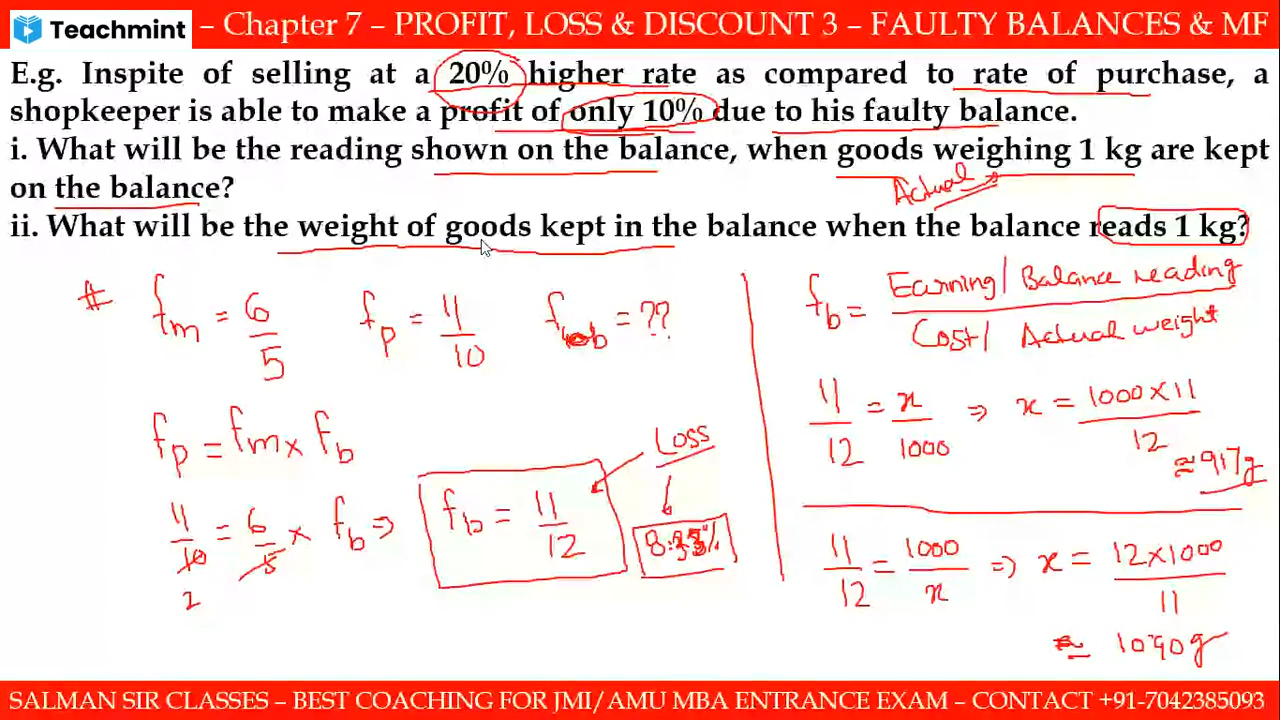 Teachmint – Chapter 7 – PROFIT, LOSS & DISCOUNT 3 – FAULTY BALANCES & MF
E.g. Inspite of selling at a 20% higher rate as compared to rate of purchase, a
shopkeeper is able to make a profit of only 10% due to his faulty balance.
i. What will be the reading shown on the balance, when goods weighing 1 kg are kept
on the balance?
Actual
ii. What will be the weight of goods kept in the balance when the balance reads 1 kg?
# fm = 6/5 fp = 11/10 fb = ??
fp = fm × fb
11/10 = 6/5 × fb ⇒ fb = 11/12
2
Loss
8.33%
fb = Earning/Balance reading
Cost/Actual weight
11/12 = x/1000 ⇒ x = 1000×11/12
≈ 917g
11/12 = 1000/x ⇒ x = 12×1000/11
≈ 1090g
SALMAN SIR CLASSES – BEST COACHING FOR JMI/AMU MBA ENTRANCE EXAM – CONTACT +91-7042385093